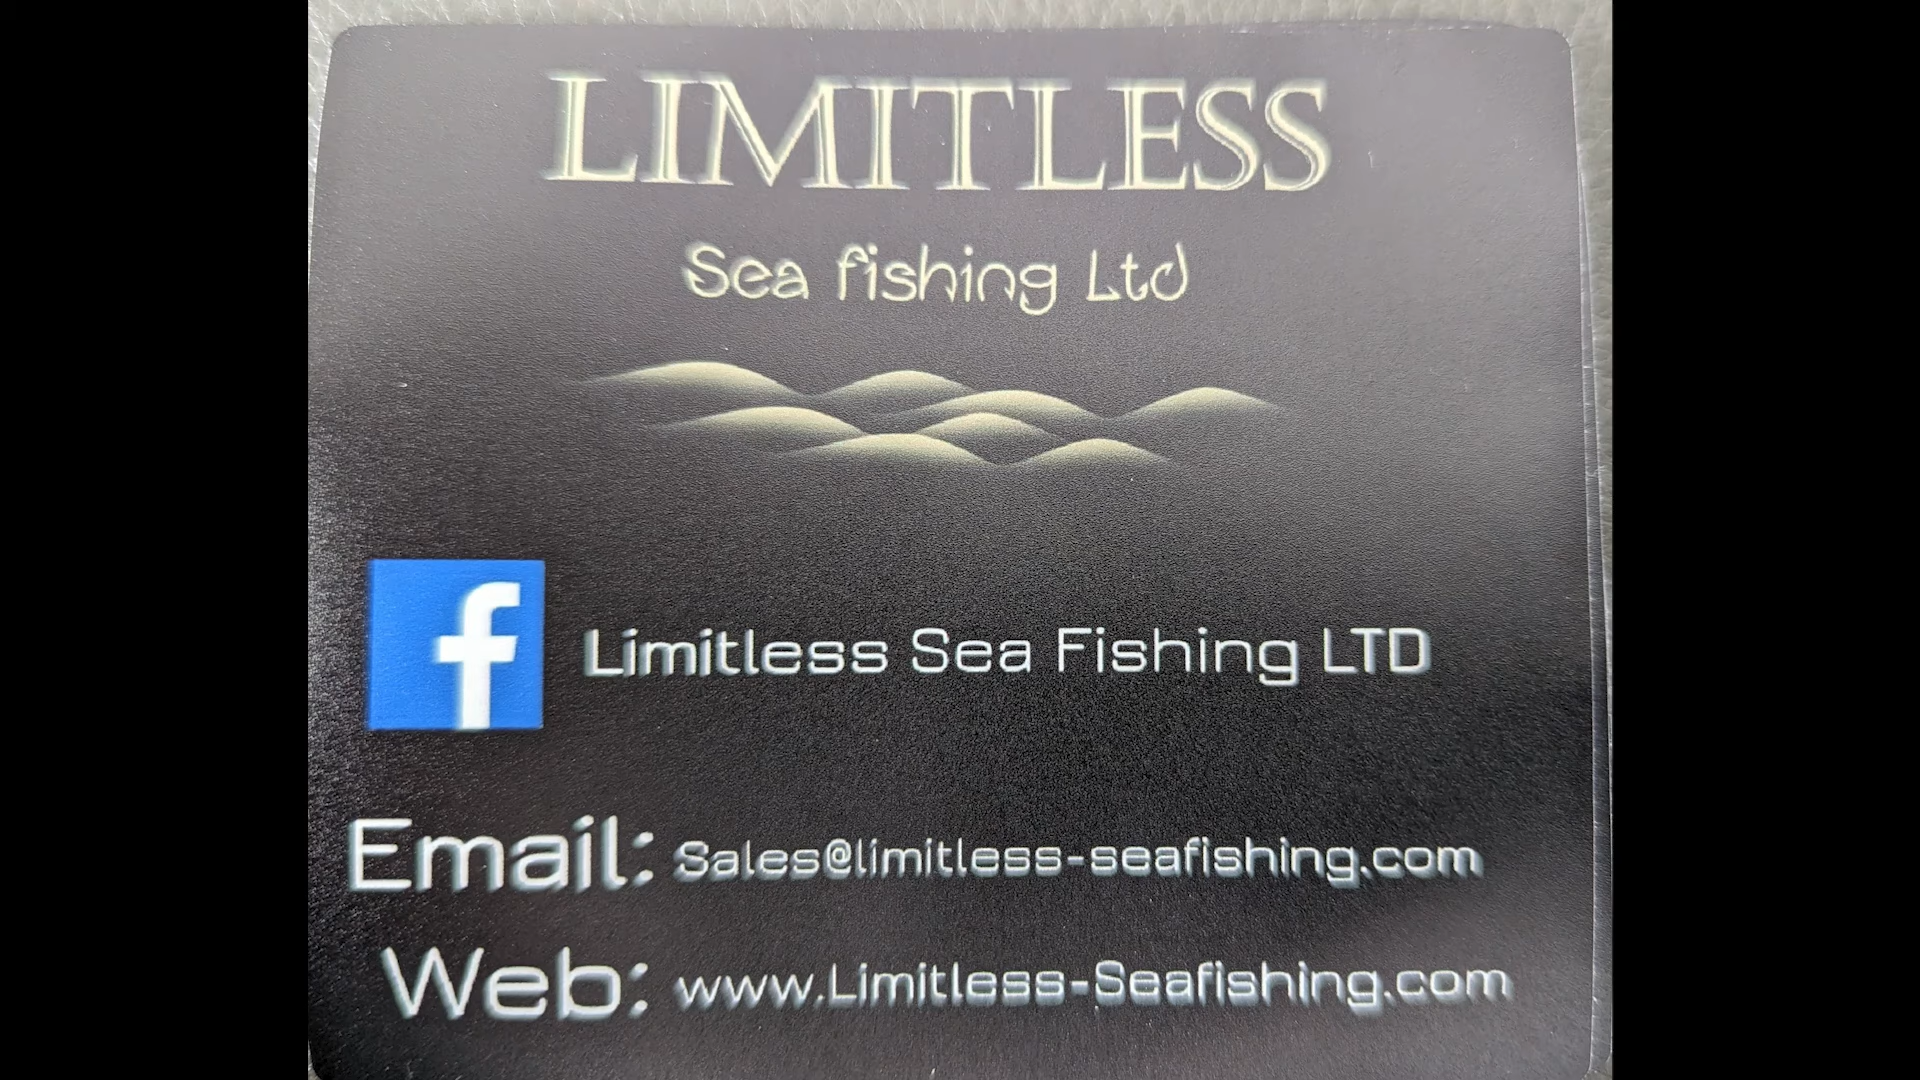 LIMITLESS
Sea fishing Ltd
f
Limitless Sea Fishing LTD
Email: Sales@limitless-seafishing.com
Web: www.Limitless-Seafishing.com